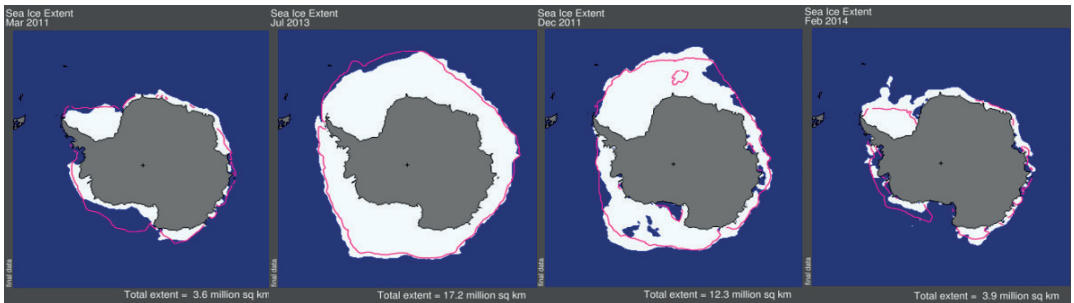 Sea Ice Extent
Mar 2011
final data
Total extent = 3.6 million sq km
Sea Ice Extent
Jul 2013
final data
Total extent = 17.2 million sq km
Sea Ice Extent
Dec 2011
final data
Total extent = 12.3 million sq km
Sea Ice Extent
Feb 2014
final data
Total extent = 3.9 million sq km